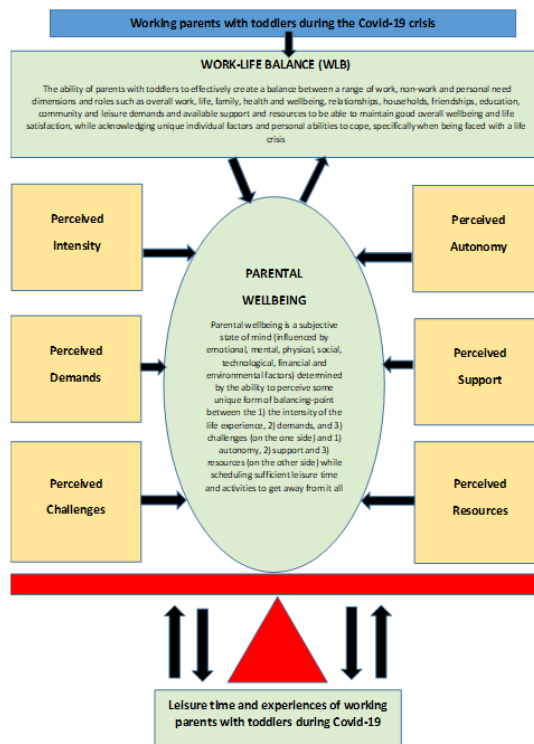 Working parents with toddlers during the Covid-19 crisis
WORK-LIFE BALANCE (WLB)
The ability of parents with toddlers to effectively create a balance between a range of work, non-work and personal need
dimensions and roles such as overall work, life, family, health and wellbeing, relationships, households, friendships, education,
community and leisure demands and available support and resources to be able to maintain good overall wellbeing and life
satisfaction, while acknowledging unique individual factors and personal abilities to cope, specifically when being faced with a life
crisis
Perceived
Intensity
Perceived
Autonomy
PARENTAL
WELLBEING
Parental wellbeing is a subjective
state of mind (influenced by
emotional, mental, physical, social,
technological, financial and
environmental factors) determined
by the ability to perceive some
unique form of balancing-point
between the 1) the intensity of the
life experience, 2) demands, and 3)
challenges (on the one side) and 1)
autonomy, 2) support and 3)
resources (on the other side) while
scheduling sufficient leisure time
and activities to get away from it all
Perceived
Demands
Perceived
Support
Perceived
Challenges
Perceived
Resources
Leisure time and experiences of working
parents with toddlers during Covid-19